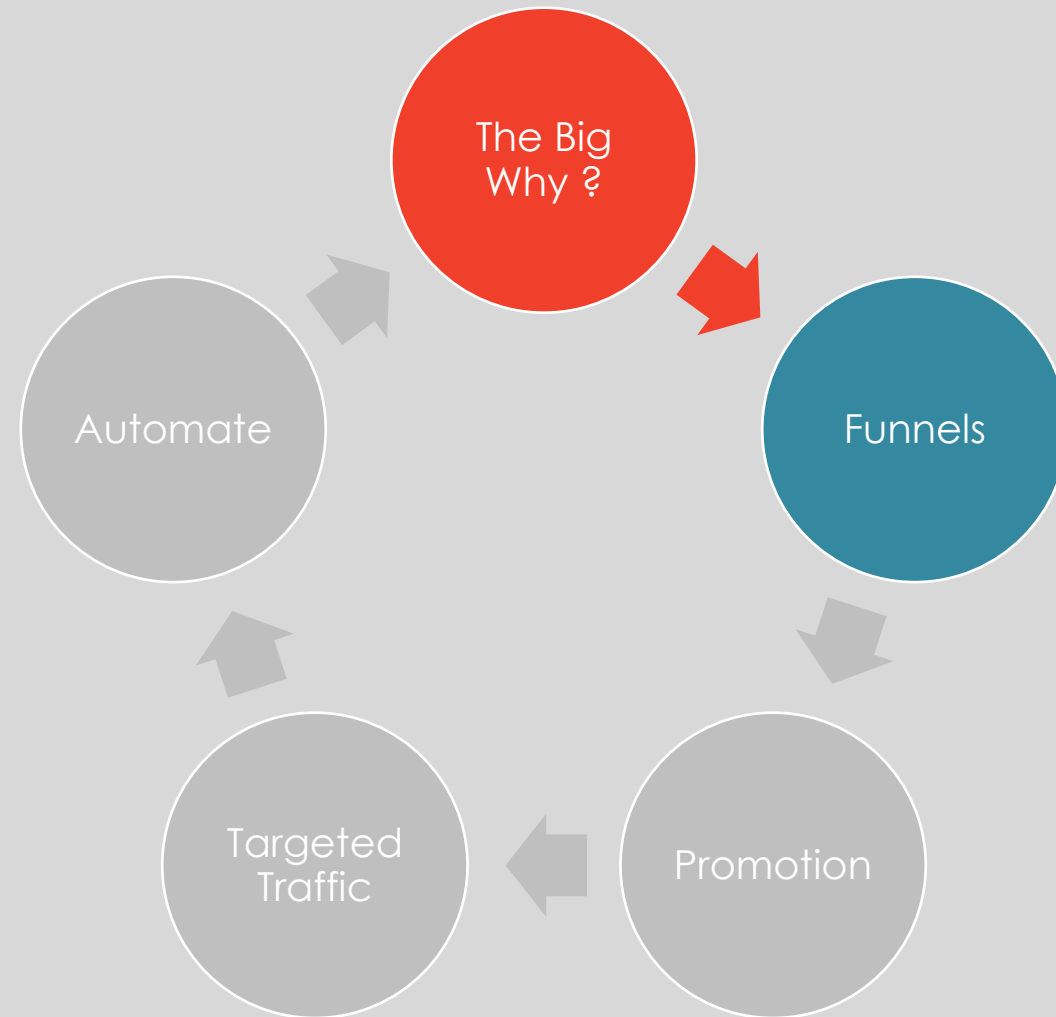 The Big
Why ?
Funnels
Promotion
Targeted
Traffic
Automate